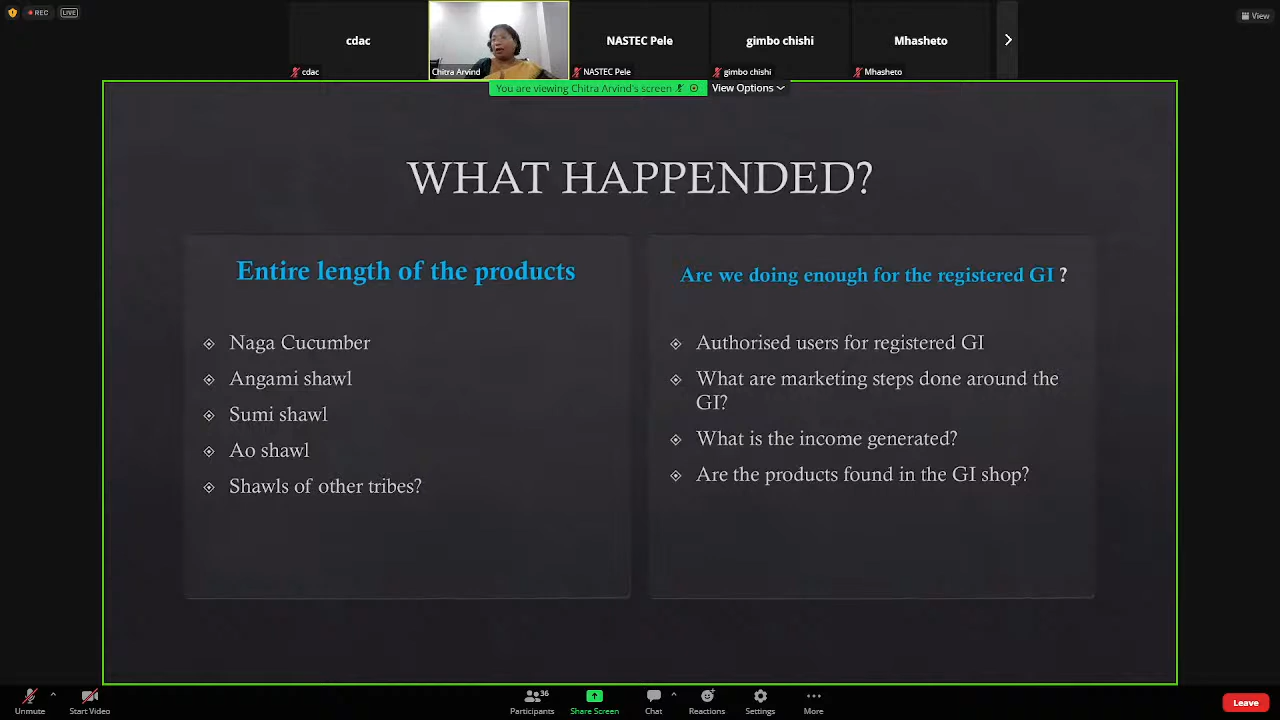 REC
LIVE
View
cdac
NASTEC Pele
gimbo chishi
Mhasheto
cdac
Chitra Arvind
NASTEC Pele
gimbo chishi
Mhasheto
You are viewing Chitra Arvind's screen
View Options
WHAT HAPPENDED?
Entire length of the products
Naga Cucumber
Angami shawl
Sumi shawl
Ao shawl
Shawls of other tribes?
Are we doing enough for the registered GI ?
Authorised users for registered GI
What are marketing steps done around the
GI?
What is the income generated?
Are the products found in the GI shop?
Unmute
Start Video
36
Participants
Share Screen
Chat
Reactions
Settings
More
Leave